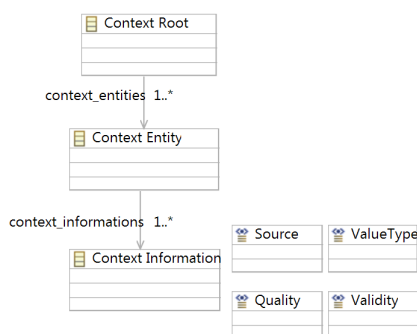 Context Root
context_entities 1..*
Context Entity
context_informations 1..*
Context Information
Source
ValueType
Quality
Validity